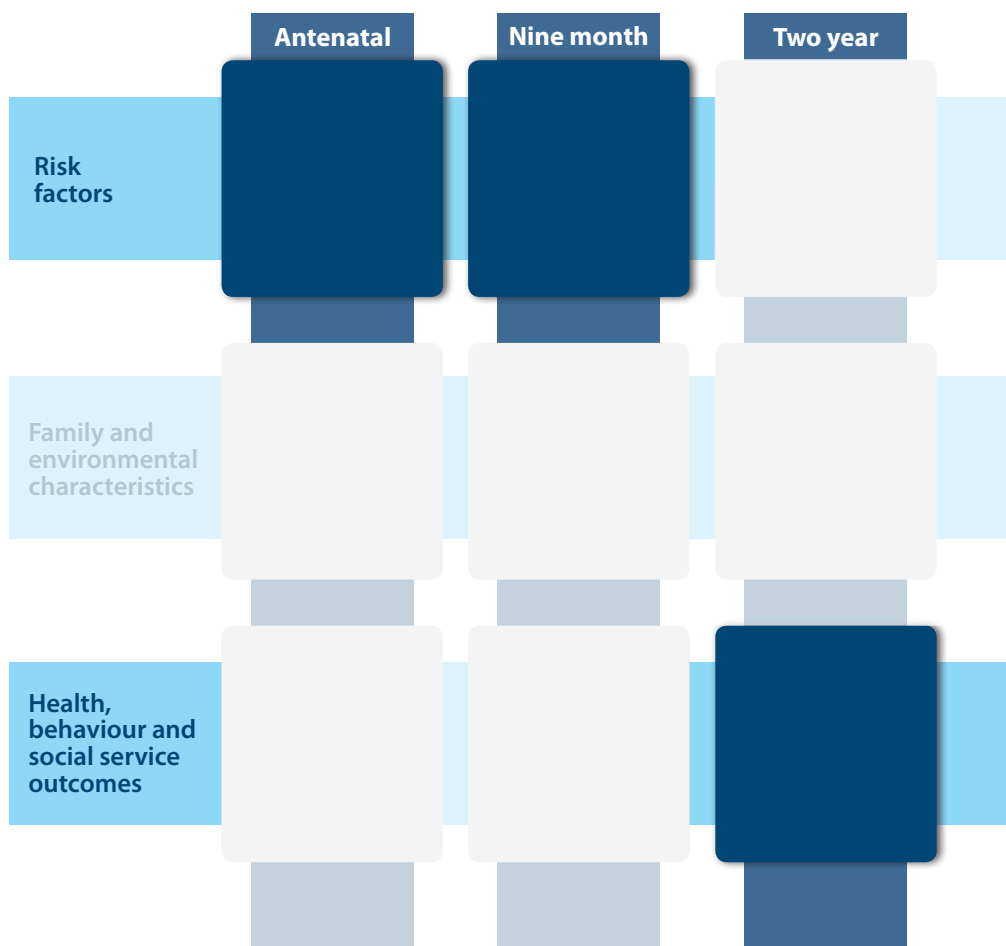 Antenatal
Nine month
Two year
Risk
factors
Family and
environmental
characteristics
Health,
behaviour and
social service
outcomes